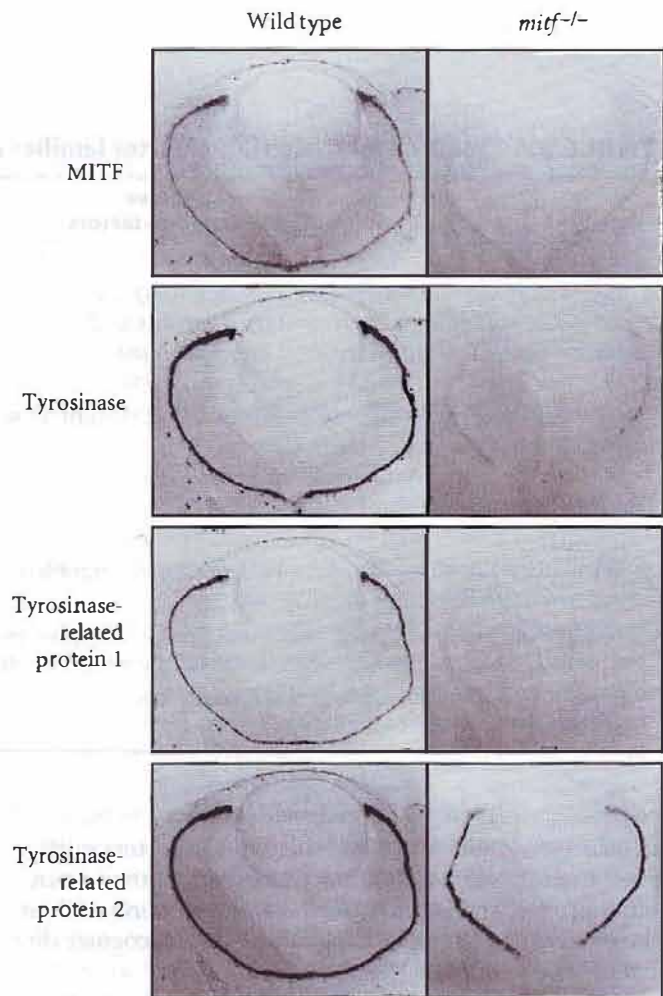 Wild type
mitf–/–
MITF
Tyrosinase
Tyrosinase-
related
protein 1
Tyrosinase-
related
protein 2